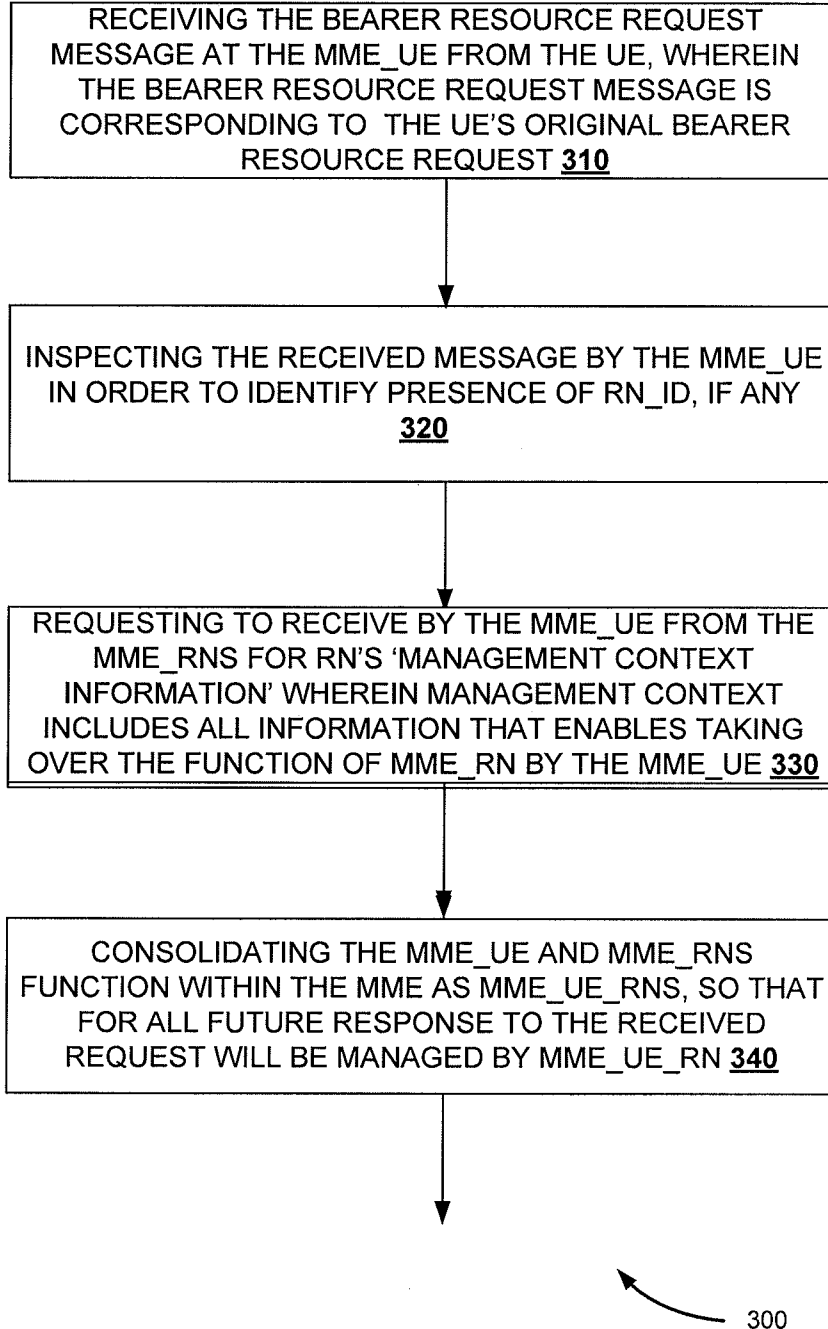 RECEIVING THE BEARER RESOURCE REQUEST
MESSAGE AT THE MME_UE FROM THE UE, WHEREIN
THE BEARER RESOURCE REQUEST MESSAGE IS
CORRESPONDING TO THE UE'S ORIGINAL BEARER
RESOURCE REQUEST 310
INSPECTING THE RECEIVED MESSAGE BY THE MME_UE
IN ORDER TO IDENTIFY PRESENCE OF RN_ID, IF ANY
320
REQUESTING TO RECEIVE BY THE MME_UE FROM THE
MME_RNS FOR RN'S 'MANAGEMENT CONTEXT
INFORMATION' WHEREIN MANAGEMENT CONTEXT
INCLUDES ALL INFORMATION THAT ENABLES TAKING
OVER THE FUNCTION OF MME_RN BY THE MME_UE 330
CONSOLIDATING THE MME_UE AND MME_RNS
FUNCTION WITHIN THE MME AS MME_UE_RNS, SO THAT
FOR ALL FUTURE RESPONSE TO THE RECEIVED
REQUEST WILL BE MANAGED BY MME_UE_RN 340
300